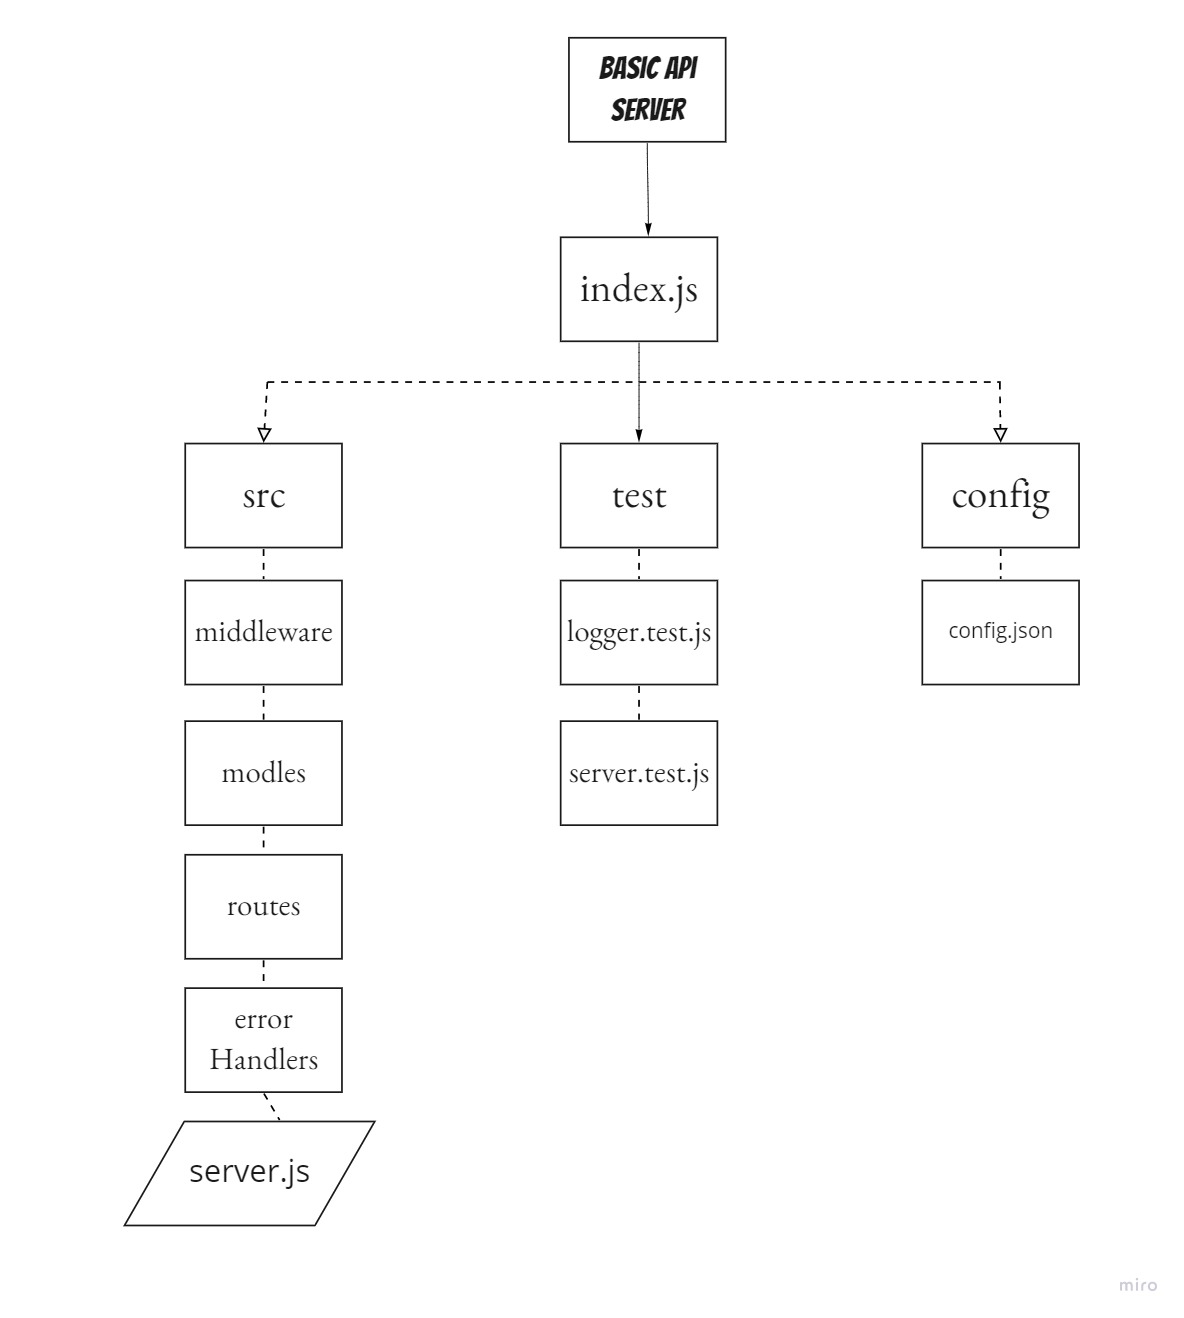 BASIC API
SERVER
index.js
src
test
config
middleware
logger.test.js
config.json
modles
server.test.js
routes
error
Handlers
server.js
miro